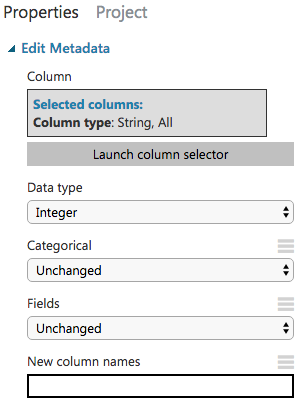 Properties Project
Edit Metadata
Column
Selected columns:
Column type: String, All
Launch column selector
Data type
Integer
Categorical
Unchanged
Fields
Unchanged
New column names